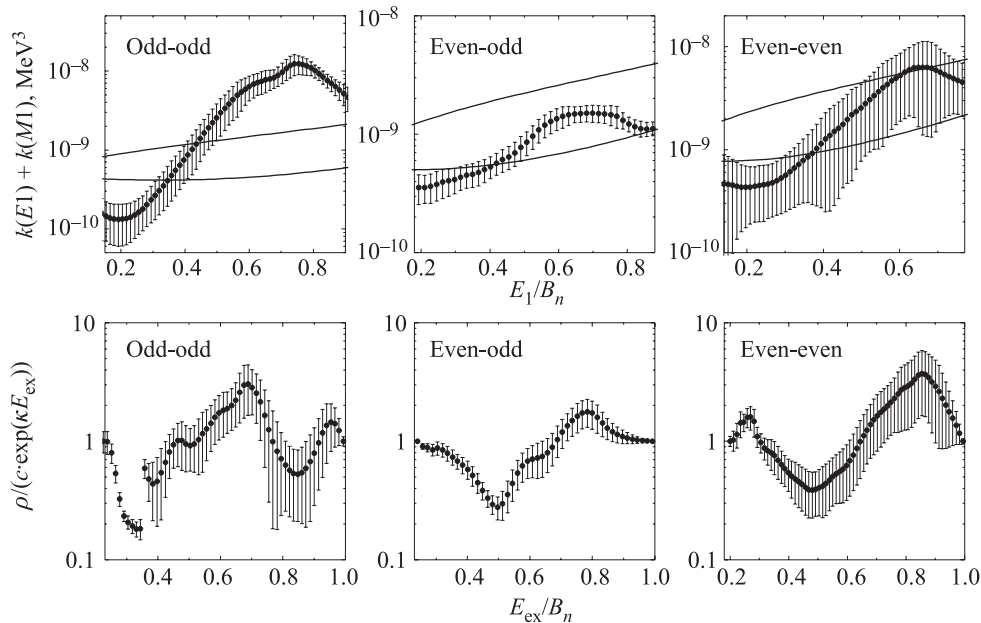 k(E1) + k(M1), MeV³
Odd-odd
Even-odd
Even-even
10⁻⁸
10⁻⁹
10⁻¹⁰
10⁻⁸
10⁻⁹
10⁻¹⁰
10⁻⁸
10⁻⁹
10⁻¹⁰
0.2 0.4 0.6 0.8
0.2 0.4 0.6 0.8
0.2 0.4 0.6
E₁/Bₙ
ρ/(c·exp(κEₑₓ))
Odd-odd
Even-odd
Even-even
10
1
0.1
10
1
0.1
10
1
0.1
0.4 0.6 0.8 1.0
0.4 0.6 0.8 1.0
0.2 0.4 0.6 0.8 1.0
Eₑₓ/Bₙ